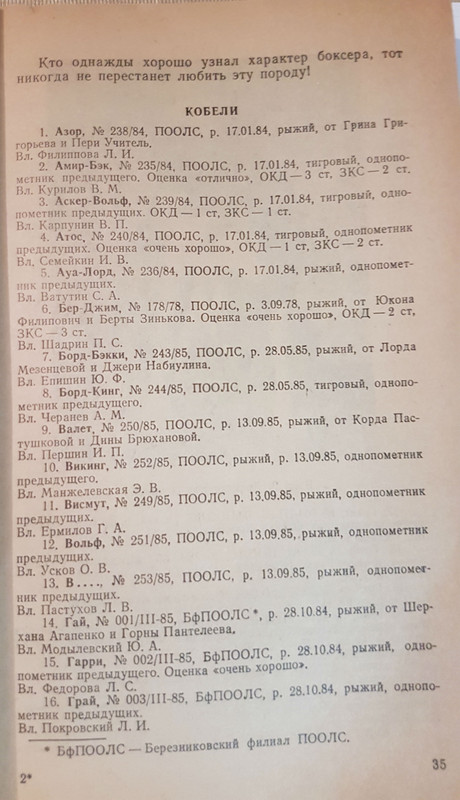 Кто однажды хорошо узнал характер боксера, тот
никогда не перестанет любить эту породу!
КОБЕЛИ
1. Азор, № 238/84, ПООЛС, р. 17.01.84, рыжий, от Грина Гри-
горьева и Пери Учитель.
Вл. Филиппова Л. И.
2. Амир-Бэк, № 235/84, ПООЛС, р. 17.01.84, тигровый, однопо-
метник предыдущего. Оценка «отлично», ОКД — 3 ст, ЗКС — 2 ст.
Вл. Курилов В. М.
3. Аскер-Вольф, № 239/84, ПООЛС, р. 17.01.84, тигровый, одно-
пометник предыдущих. ОКД — 1 ст, ЗКС — 1 ст.
Вл. Карпунин В. П.
4. Атос, № 240/84, ПООЛС, р. 17.01.84, тигровый, однопометник
предыдущих. Оценка «очень хорошо», ОКД — 1 ст, ЗКС — 2 ст.
Вл. Семейкин И. В.
5. Ауа-Лорд, № 236/84, ПООЛС, р. 17.01.84, рыжий, однопомет-
ник предыдущих.
Вл. Ватутин С. А.
6. Бер-Джим, № 178/78, ПООЛС, р. 3.09.78, рыжий, от Юкона
Филипович и Берты Зинькова. Оценка «очень хорошо», ОКД — 2 ст,
ЗКС — 3 ст.
Вл. Шадрин П. С.
7. Борд-Бэкки, № 243/85, ПООЛС, р. 28.05.85, рыжий, от Лорда
Мезенцевой и Джери Набиулина.
Вл. Епишин Ю. Ф.
8. Борд-Кинг, № 244/85, ПООЛС, р. 28.05.85, тигровый, однопо-
метник предыдущего.
Вл. Черанев А. М.
9. Валет, № 250/85, ПООЛС, р. 13.09.85, рыжий, от Корда Пас-
тушковой и Дины Брюхановой.
Вл. Першин И. П.
10. Викинг, № 252/85, ПООЛС, рыжий, р. 13.09.85, однопометник
предыдущего.
Вл. Манжелевская Э. В.
11. Висмут, № 249/85, ПООЛС, р. 13.09.85, однопометник
предыдущих.
Вл. Ермилов Г. А.
12. Вольф, № 251/85, ПООЛС, р. 13.09.85, рыжий, однопометник
предыдущих.
Вл. Усков О. В.
13. В...., № 253/85, ПООЛС, р. 13.09.85, рыжий, однопомет-
ник предыдущих.
Вл. Пастухов Л. В.
14. Гай, № 001/III-85, БфПООЛС*, р. 28.10.84, рыжий, от Шер-
хана Агапенко и Горны Пантелеева.
Вл. Модылевский Ю. А.
15. Гарри, № 002/III-85, БфПООЛС, р. 28.10.84, рыжий, одно-
пометник предыдущего. Оценка «очень хорошо».
Вл. Федорова Л. С.
16. Грай, № 003/III-85, БфПООЛС, р. 28.10.84, рыжий, однопо-
метник предыдущих.
Вл. Покровский Л. И.
* БфПООЛС — Березниковский филиал ПООЛС.
2*
35